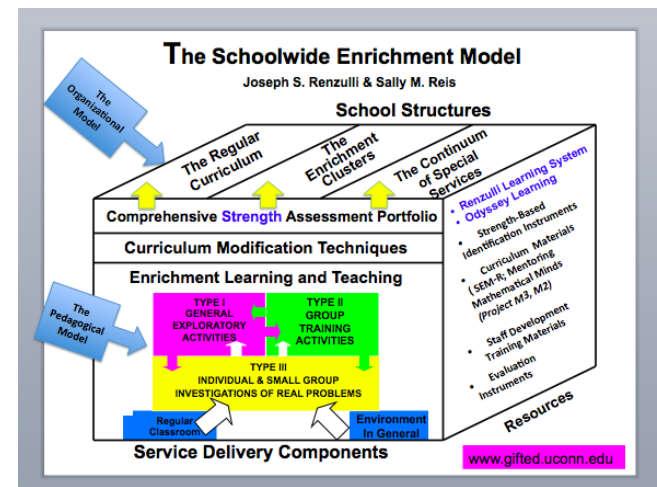 The Schoolwide Enrichment Model
Joseph S. Renzulli & Sally M. Reis
School Structures
The
Organizational
Model
The Regular
Curriculum
The
Enrichment
Clusters
The Continuum
of Special
Services
Comprehensive Strength Assessment Portfolio
Curriculum Modification Techniques
Enrichment Learning and Teaching
The
Pedagogical
Model
TYPE I
GENERAL
EXPLORATORY
ACTIVITIES
TYPE II
GROUP
TRAINING
ACTIVITIES
TYPE III
INDIVIDUAL & SMALL GROUP
INVESTIGATIONS OF REAL PROBLEMS
Regular
Classroom
Environment
In General
Service Delivery Components
• Renzulli Learning System
• Odyssey Learning
• Strength-Based
Identification Instruments
• Curriculum Materials
( SEM-R; Mentoring
Mathematical Minds
(Project M3, M2)
• Staff Development
Training Materials
• Evaluation
Instruments
Resources
www.gifted.uconn.edu